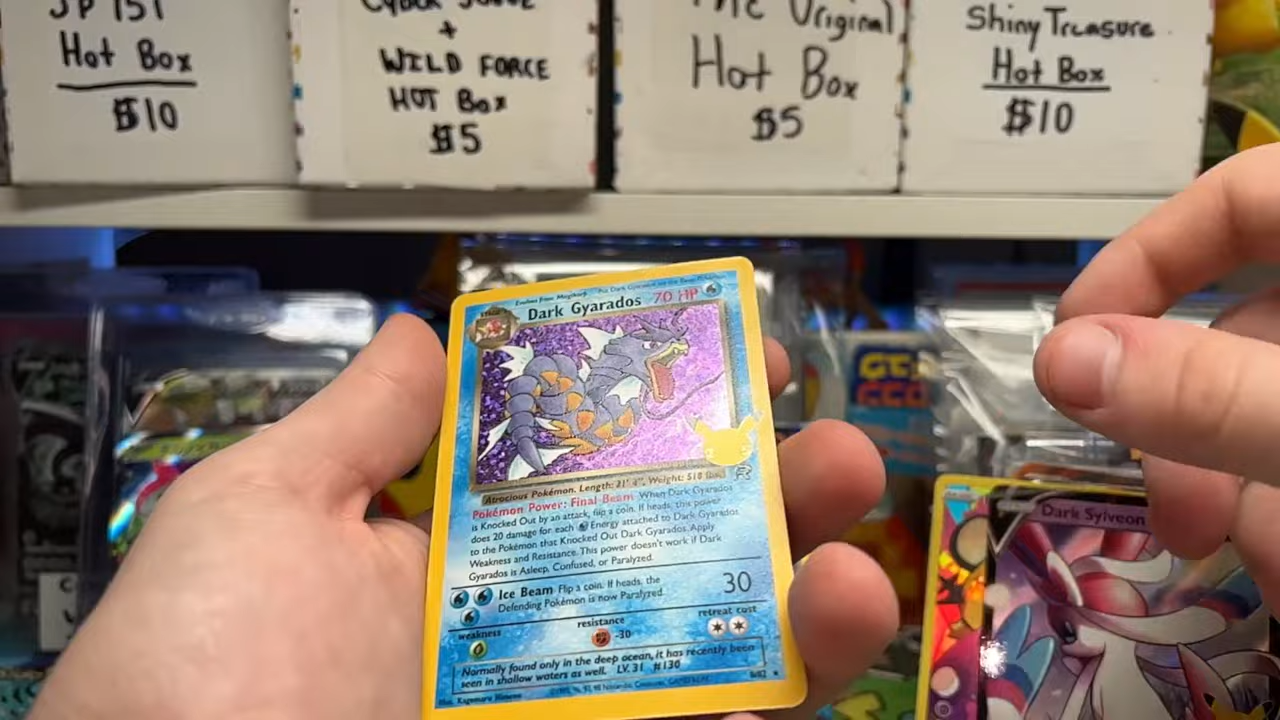 JP 151
Hot Box
$10
+
WILD FORCE
HOT Box
$5
The Original
Hot Box
$5
Shiny Treasure
Hot Box
$10
Dark Gyarados 70 HP
Atrocious Pokémon. Length: 21' 4", Weight: 518 lbs.
Pokémon Power: Final Beam When Dark Gyarados
is Knocked Out by an attack, flip a coin. If heads, this power
does 20 damage for each Energy attached to Dark Gyarados
to the Pokémon that Knocked Out Dark Gyarados. Apply
Weakness and Resistance. This power doesn't work if Dark
Gyarados is Asleep, Confused, or Paralyzed.
Ice Beam Flip a coin. If heads, the
Defending Pokémon is now Paralyzed.
30
weakness
resistance
-30
retreat cost
Normally found only in the deep ocean, it has recently been
seen in shallow waters as well. LV. 31 #130
8/82
Dark Sylveon